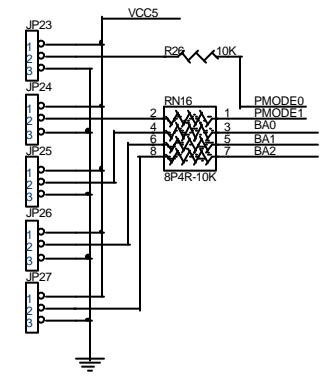 VCC5
JP23
1
2
3
R26 10K
JP24
1
2
3
RN16
PMODE0
2 1 PMODE1
4 3 BA0
6 5 BA1
8 7 BA2
8P4R-10K
JP25
1
2
3
JP26
1
2
3
JP27
1
2
3